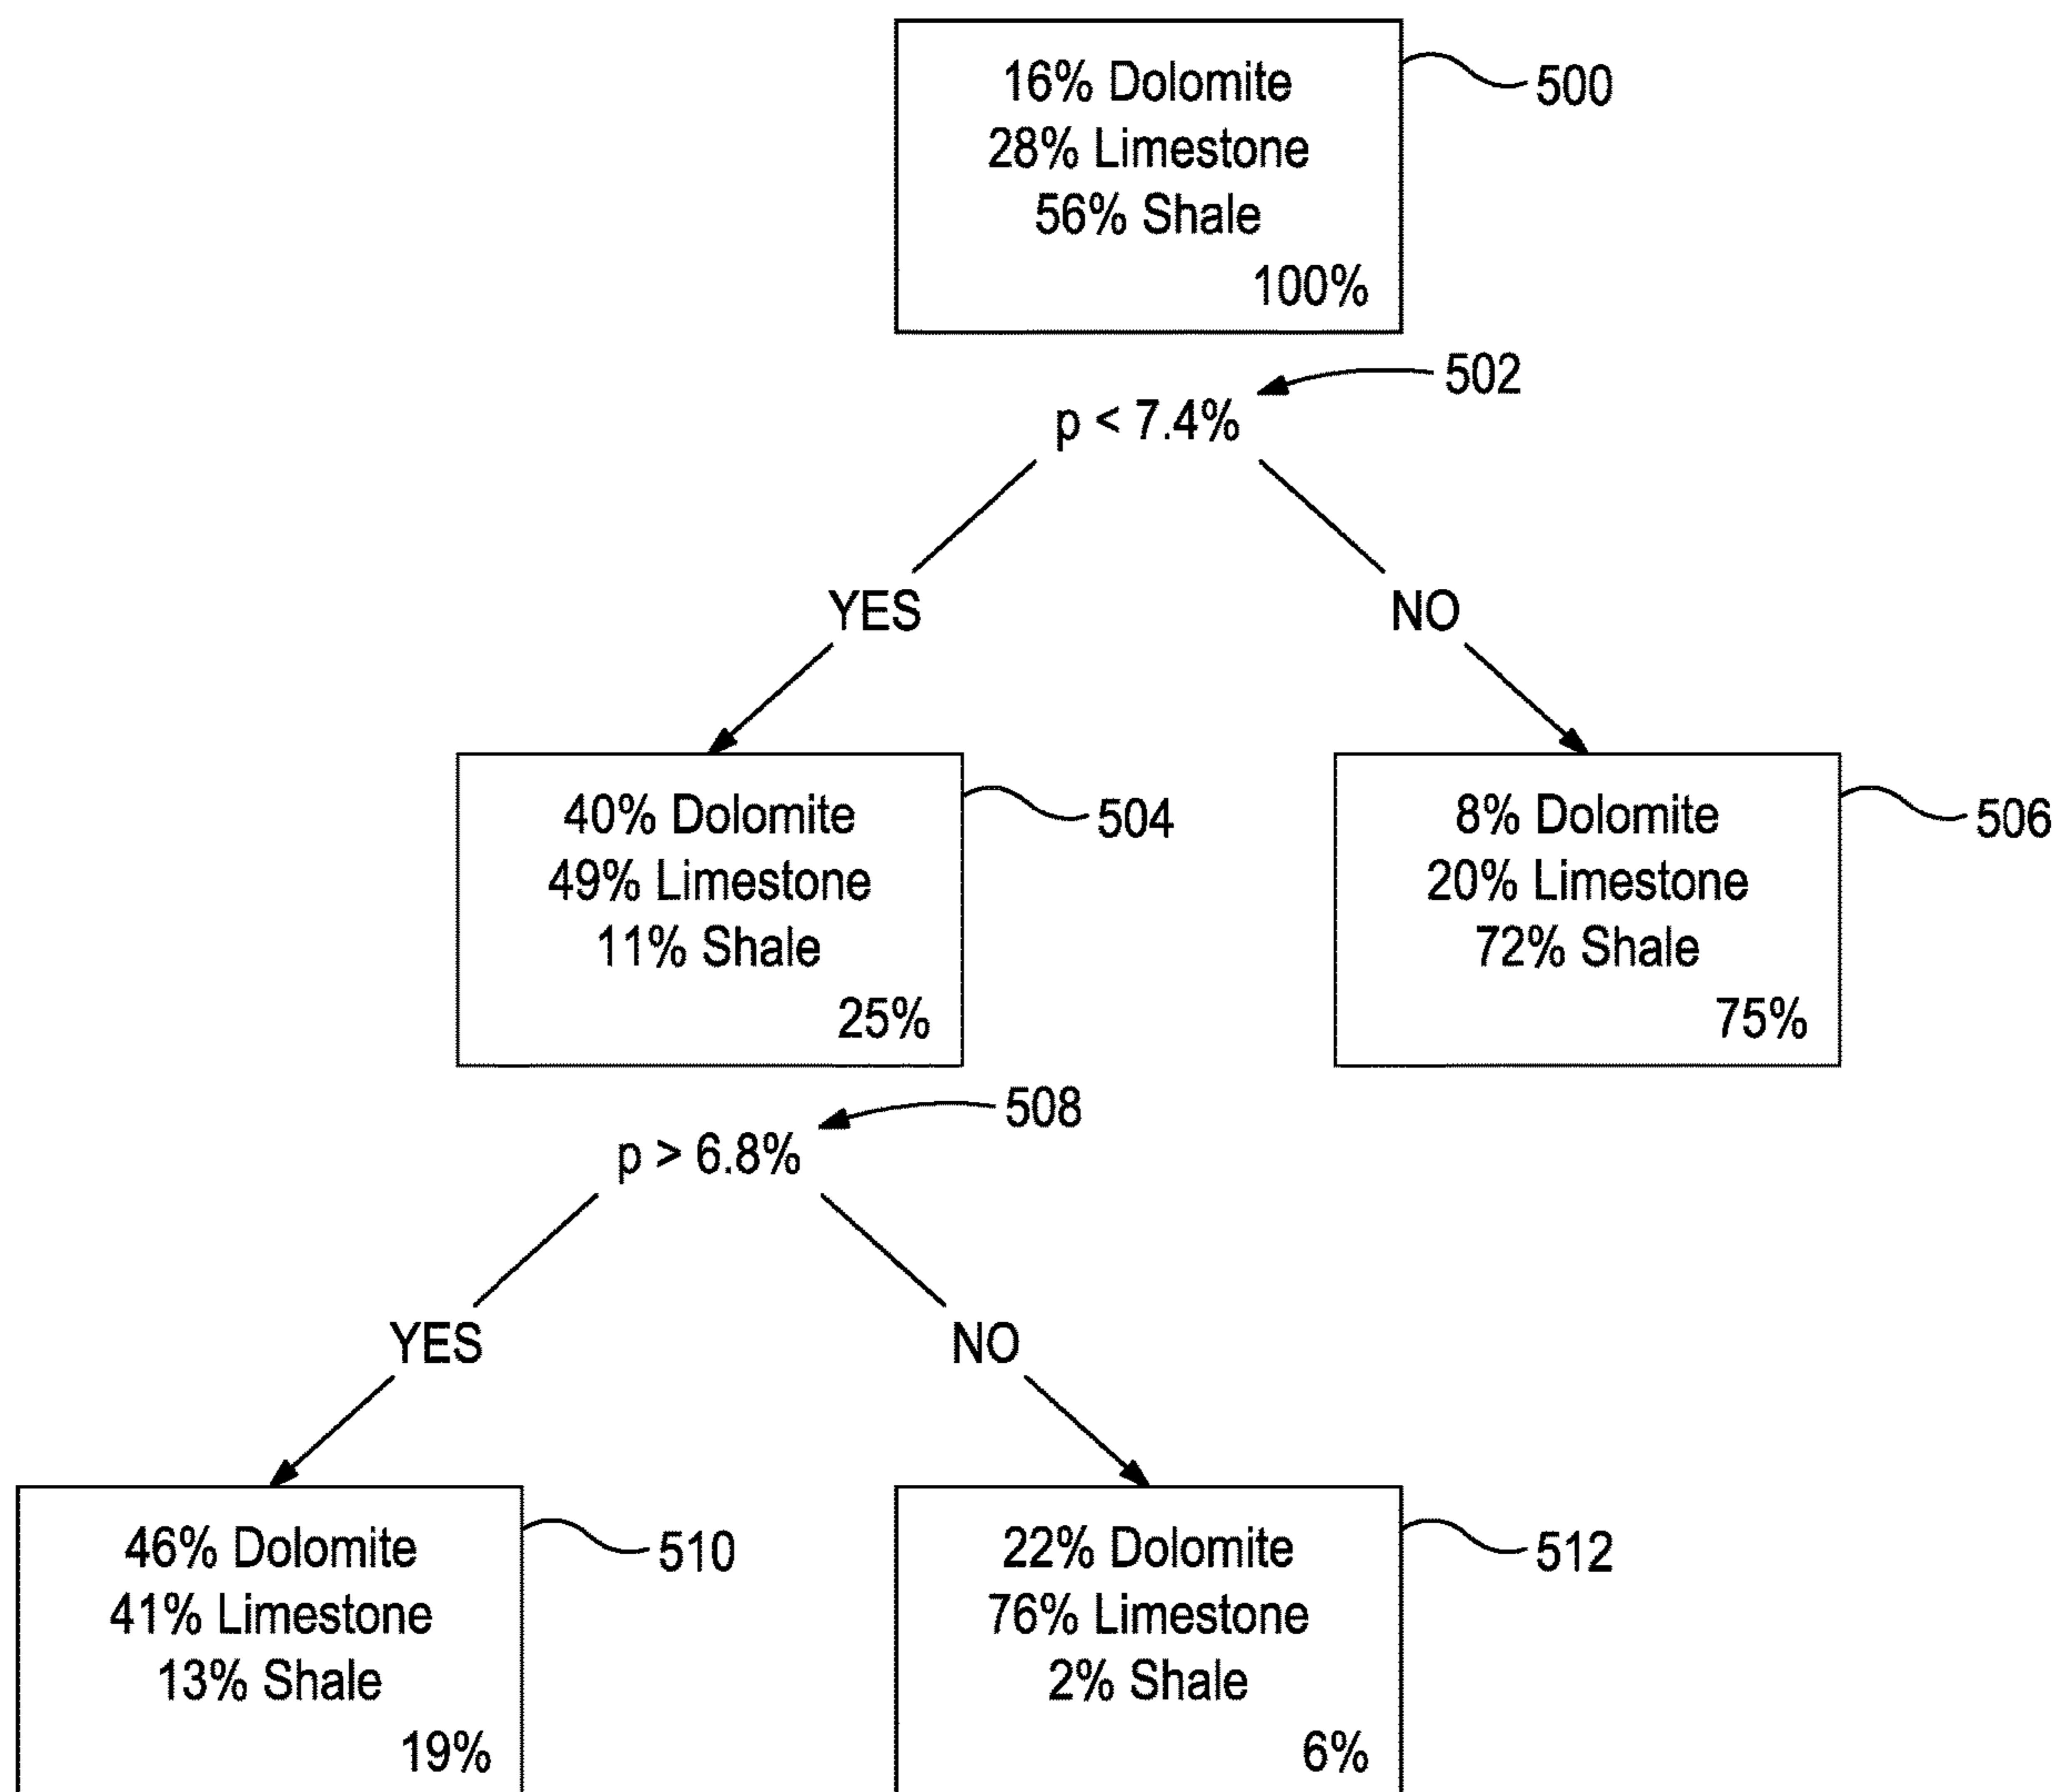 16% Dolomite
28% Limestone
56% Shale
100%
500
502
p < 7.4%
YES
NO
40% Dolomite
49% Limestone
11% Shale
25%
504
8% Dolomite
20% Limestone
72% Shale
75%
506
508
p > 6.8%
YES
NO
46% Dolomite
41% Limestone
13% Shale
19%
510
22% Dolomite
76% Limestone
2% Shale
6%
512